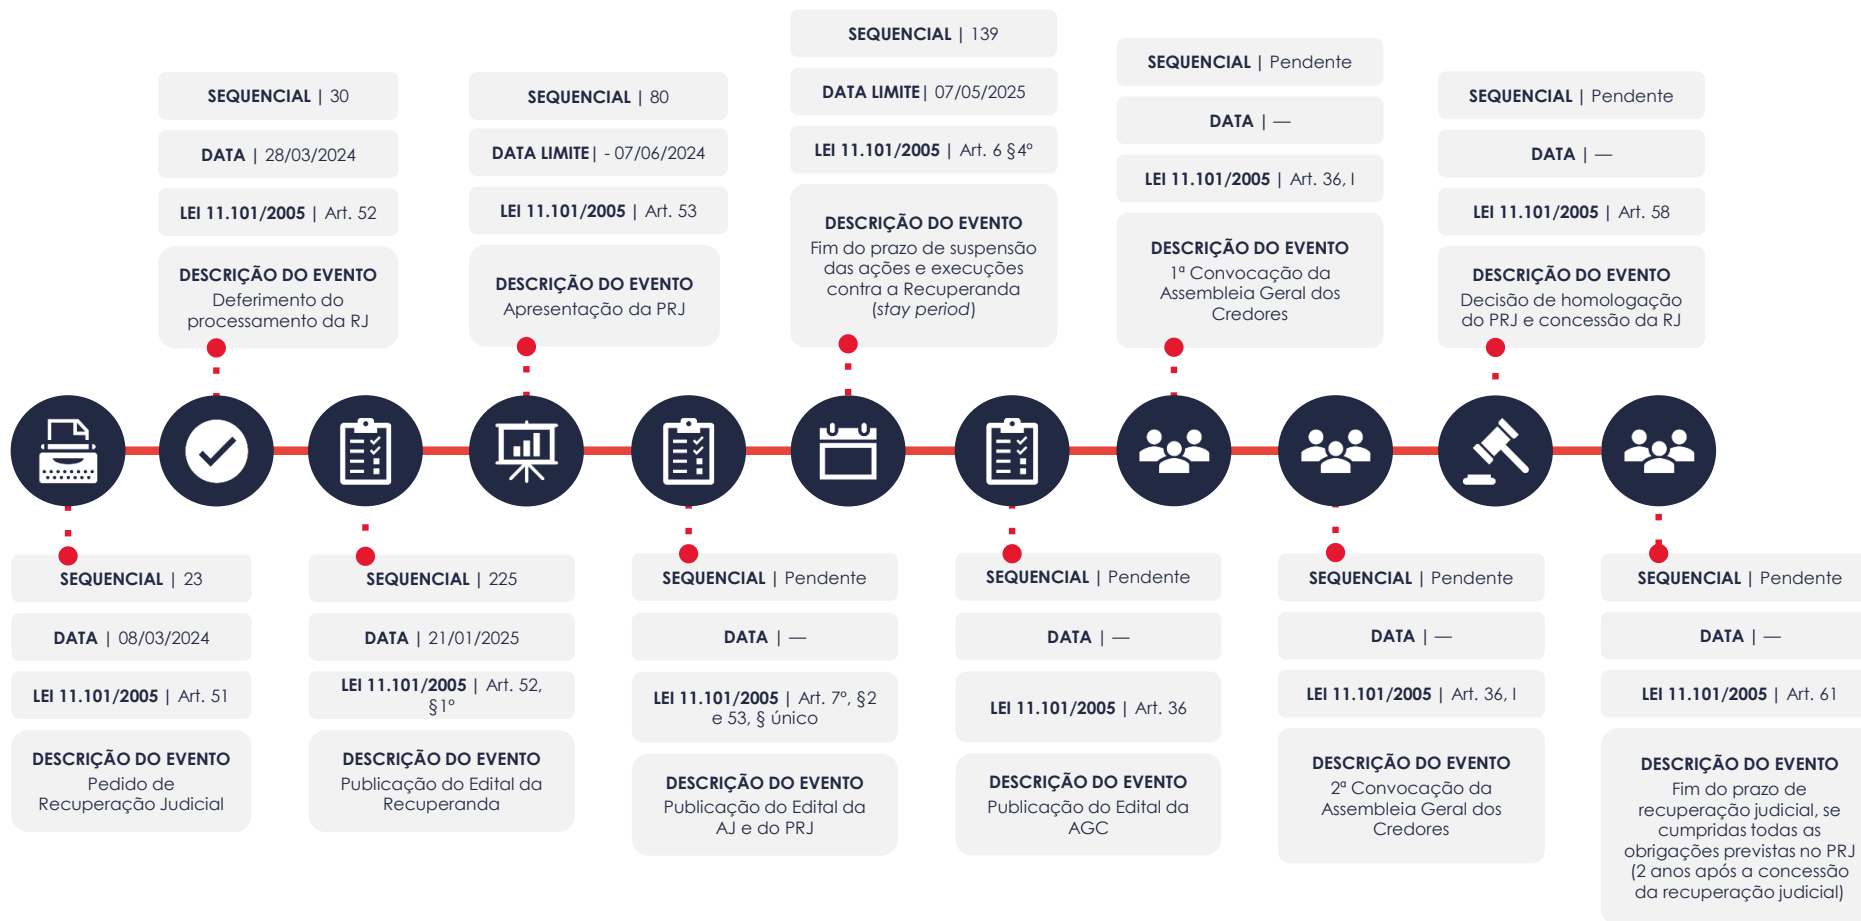 SEQUENCIAL | 30
DATA | 28/03/2024
LEI 11.101/2005 | Art. 52
DESCRIÇÃO DO EVENTO
Deferimento do
processamento da RJ
SEQUENCIAL | 80
DATA LIMITE| - 07/06/2024
LEI 11.101/2005 | Art. 53
DESCRIÇÃO DO EVENTO
Apresentação da PRJ
SEQUENCIAL | 139
DATA LIMITE| 07/05/2025
LEI 11.101/2005 | Art. 6 §4º
DESCRIÇÃO DO EVENTO
Fim do prazo de suspensão
das ações e execuções
contra a Recuperanda
(stay period)
SEQUENCIAL | Pendente
DATA | —
LEI 11.101/2005 | Art. 36, I
DESCRIÇÃO DO EVENTO
1ª Convocação da
Assembleia Geral dos
Credores
SEQUENCIAL | Pendente
DATA | —
LEI 11.101/2005 | Art. 58
DESCRIÇÃO DO EVENTO
Decisão de homologação
do PRJ e concessão da RJ
SEQUENCIAL | 23
DATA | 08/03/2024
LEI 11.101/2005 | Art. 51
DESCRIÇÃO DO EVENTO
Pedido de
Recuperação Judicial
SEQUENCIAL | 225
DATA | 21/01/2025
LEI 11.101/2005 | Art. 52,
§1º
DESCRIÇÃO DO EVENTO
Publicação do Edital da
Recuperanda
SEQUENCIAL | Pendente
DATA | —
LEI 11.101/2005 | Art. 7º, §2
e 53, § único
DESCRIÇÃO DO EVENTO
Publicação do Edital da
AJ e do PRJ
SEQUENCIAL | Pendente
DATA | —
LEI 11.101/2005 | Art. 36
DESCRIÇÃO DO EVENTO
Publicação do Edital da
AGC
SEQUENCIAL | Pendente
DATA | —
LEI 11.101/2005 | Art. 36, I
DESCRIÇÃO DO EVENTO
2ª Convocação da
Assembleia Geral dos
Credores
SEQUENCIAL | Pendente
DATA | —
LEI 11.101/2005 | Art. 61
DESCRIÇÃO DO EVENTO
Fim do prazo de
recuperação judicial, se
cumpridas todas as
obrigações previstas no PRJ
(2 anos após a concessão
da recuperação judicial)